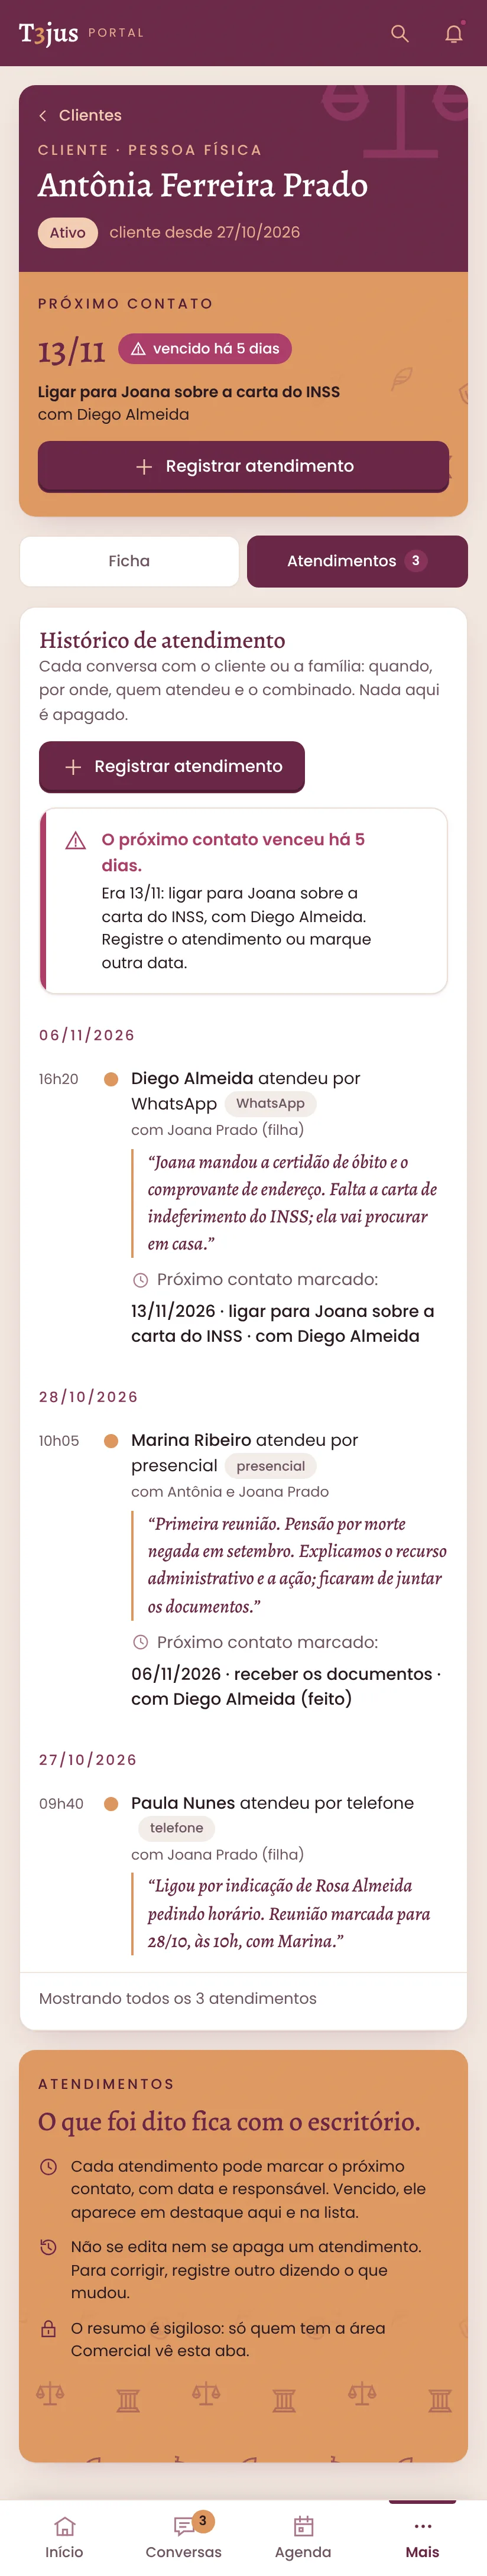 T3jus PORTAL
Clientes
CLIENTE · PESSOA FÍSICA
Antônia Ferreira Prado
Ativo cliente desde 27/10/2026
PRÓXIMO CONTATO
13/11 vencido há 5 dias
Ligar para Joana sobre a carta do INSS
com Diego Almeida
Registrar atendimento
Ficha Atendimentos 3
Histórico de atendimento
Cada conversa com o cliente ou a família: quando,
por onde, quem atendeu e o combinado. Nada aqui
é apagado.
Registrar atendimento
O próximo contato venceu há 5
dias.
Era 13/11: ligar para Joana sobre a
carta do INSS, com Diego Almeida.
Registre o atendimento ou marque
outra data.
06/11/2026
16h20 Diego Almeida atendeu por
WhatsApp WhatsApp
com Joana Prado (filha)
“Joana mandou a certidão de óbito e o
comprovante de endereço. Falta a carta de
indeferimento do INSS; ela vai procurar
em casa.”
Próximo contato marcado:
13/11/2026 · ligar para Joana sobre a
carta do INSS · com Diego Almeida
28/10/2026
10h05 Marina Ribeiro atendeu por
presencial presencial
com Antônia e Joana Prado
“Primeira reunião. Pensão por morte
negada em setembro. Explicamos o recurso
administrativo e a ação; ficaram de juntar
os documentos.”
Próximo contato marcado:
06/11/2026 · receber os documentos ·
com Diego Almeida (feito)
27/10/2026
09h40 Paula Nunes atendeu por telefone
telefone
com Joana Prado (filha)
“Ligou por indicação de Rosa Almeida
pedindo horário. Reunião marcada para
28/10, às 10h, com Marina.”
Mostrando todos os 3 atendimentos
ATENDIMENTOS
O que foi dito fica com o escritório.
Cada atendimento pode marcar o próximo
contato, com data e responsável. Vencido, ele
aparece em destaque aqui e na lista.
Não se edita nem se apaga um atendimento.
Para corrigir, registre outro dizendo o que
mudou.
O resumo é sigiloso: só quem tem a área
Comercial vê esta aba.
3
Início Conversas Agenda Mais